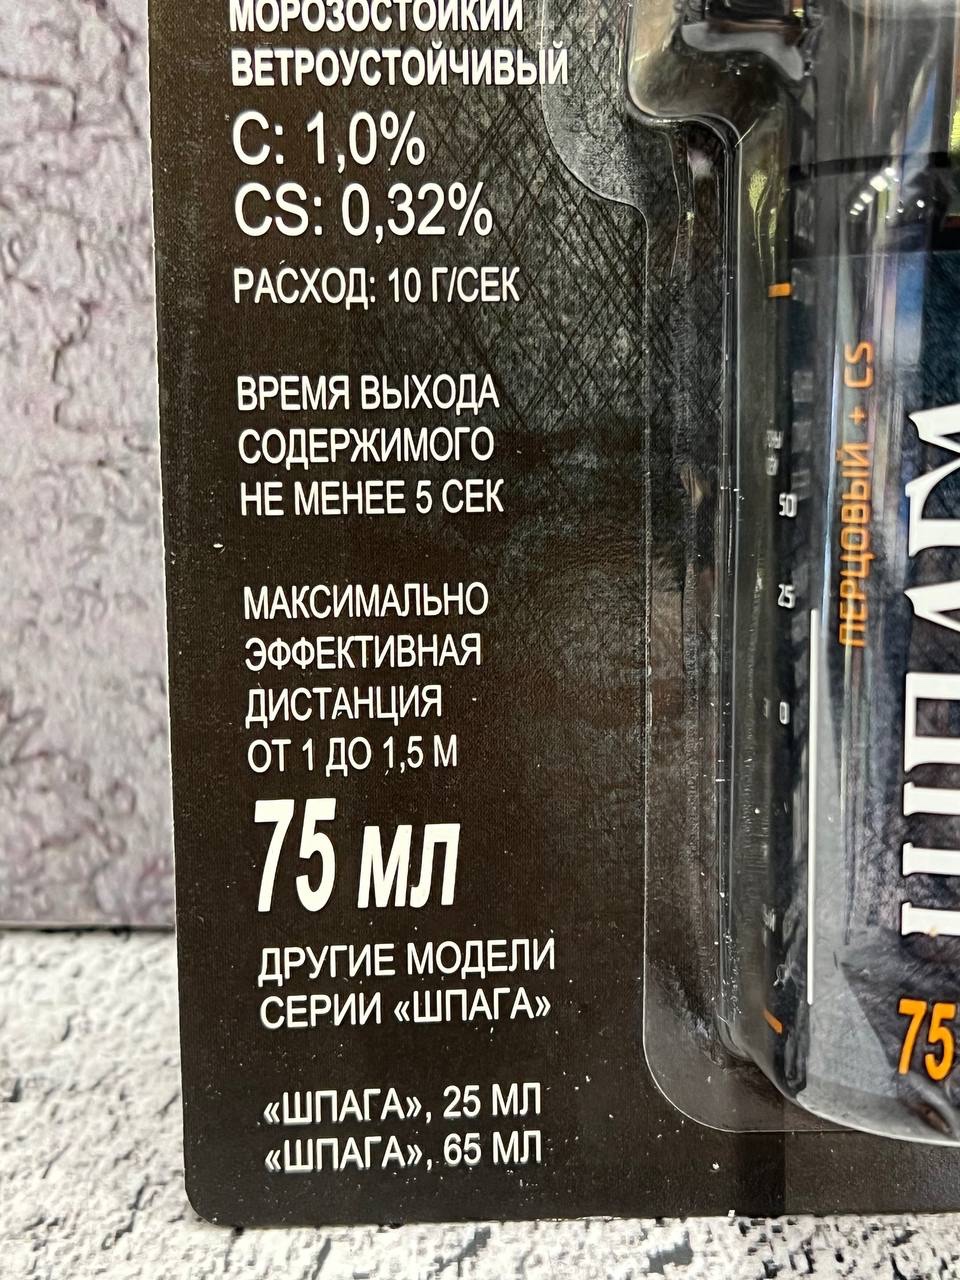 МОРОЗОСТОЙКИЙ
ВЕТРОУСТОЙЧИВЫЙ
С: 1,0%
CS: 0,32%
РАСХОД: 10 Г/СЕК
ВРЕМЯ ВЫХОДА
СОДЕРЖИМОГО
НЕ МЕНЕЕ 5 СЕК
МАКСИМАЛЬНО
ЭФФЕКТИВНАЯ
ДИСТАНЦИЯ
ОТ 1 ДО 1,5 М
75 МЛ
ДРУГИЕ МОДЕЛИ
СЕРИИ «ШПАГА»
«ШПАГА», 25 МЛ
«ШПАГА», 65 МЛ
50
25
0
ПЕРЦОВЫЙ + CS
75